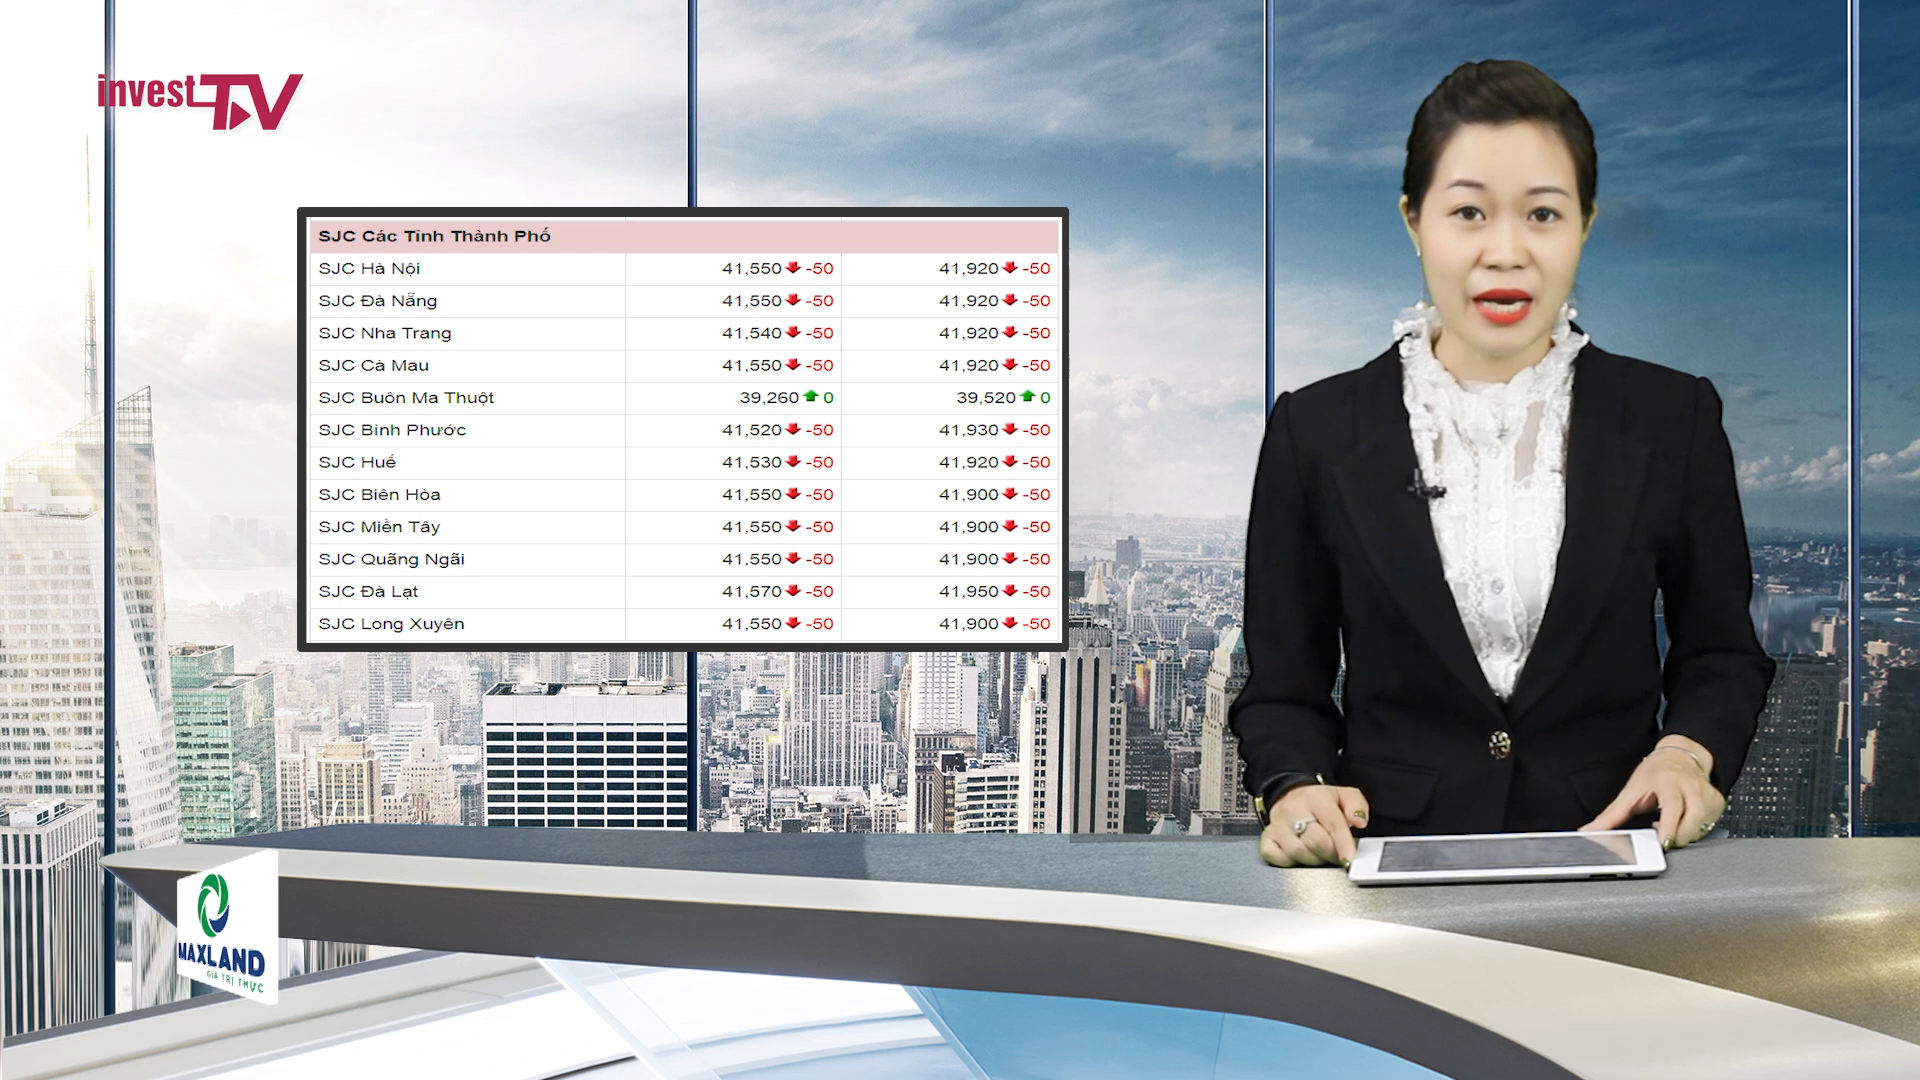 investTV
SJC Các Tỉnh Thành Phố
SJC Hà Nội 41,550 -50 41,920 -50
SJC Đà Nẵng 41,550 -50 41,920 -50
SJC Nha Trang 41,540 -50 41,920 -50
SJC Cà Mau 41,550 -50 41,920 -50
SJC Buôn Ma Thuột 39,260 0 39,520 0
SJC Bình Phước 41,520 -50 41,930 -50
SJC Huế 41,530 -50 41,920 -50
SJC Biên Hòa 41,550 -50 41,900 -50
SJC Miền Tây 41,550 -50 41,900 -50
SJC Quãng Ngãi 41,550 -50 41,900 -50
SJC Đà Lạt 41,570 -50 41,950 -50
SJC Long Xuyên 41,550 -50 41,900 -50
MAXLAND
GIÁ TRỊ THỰC